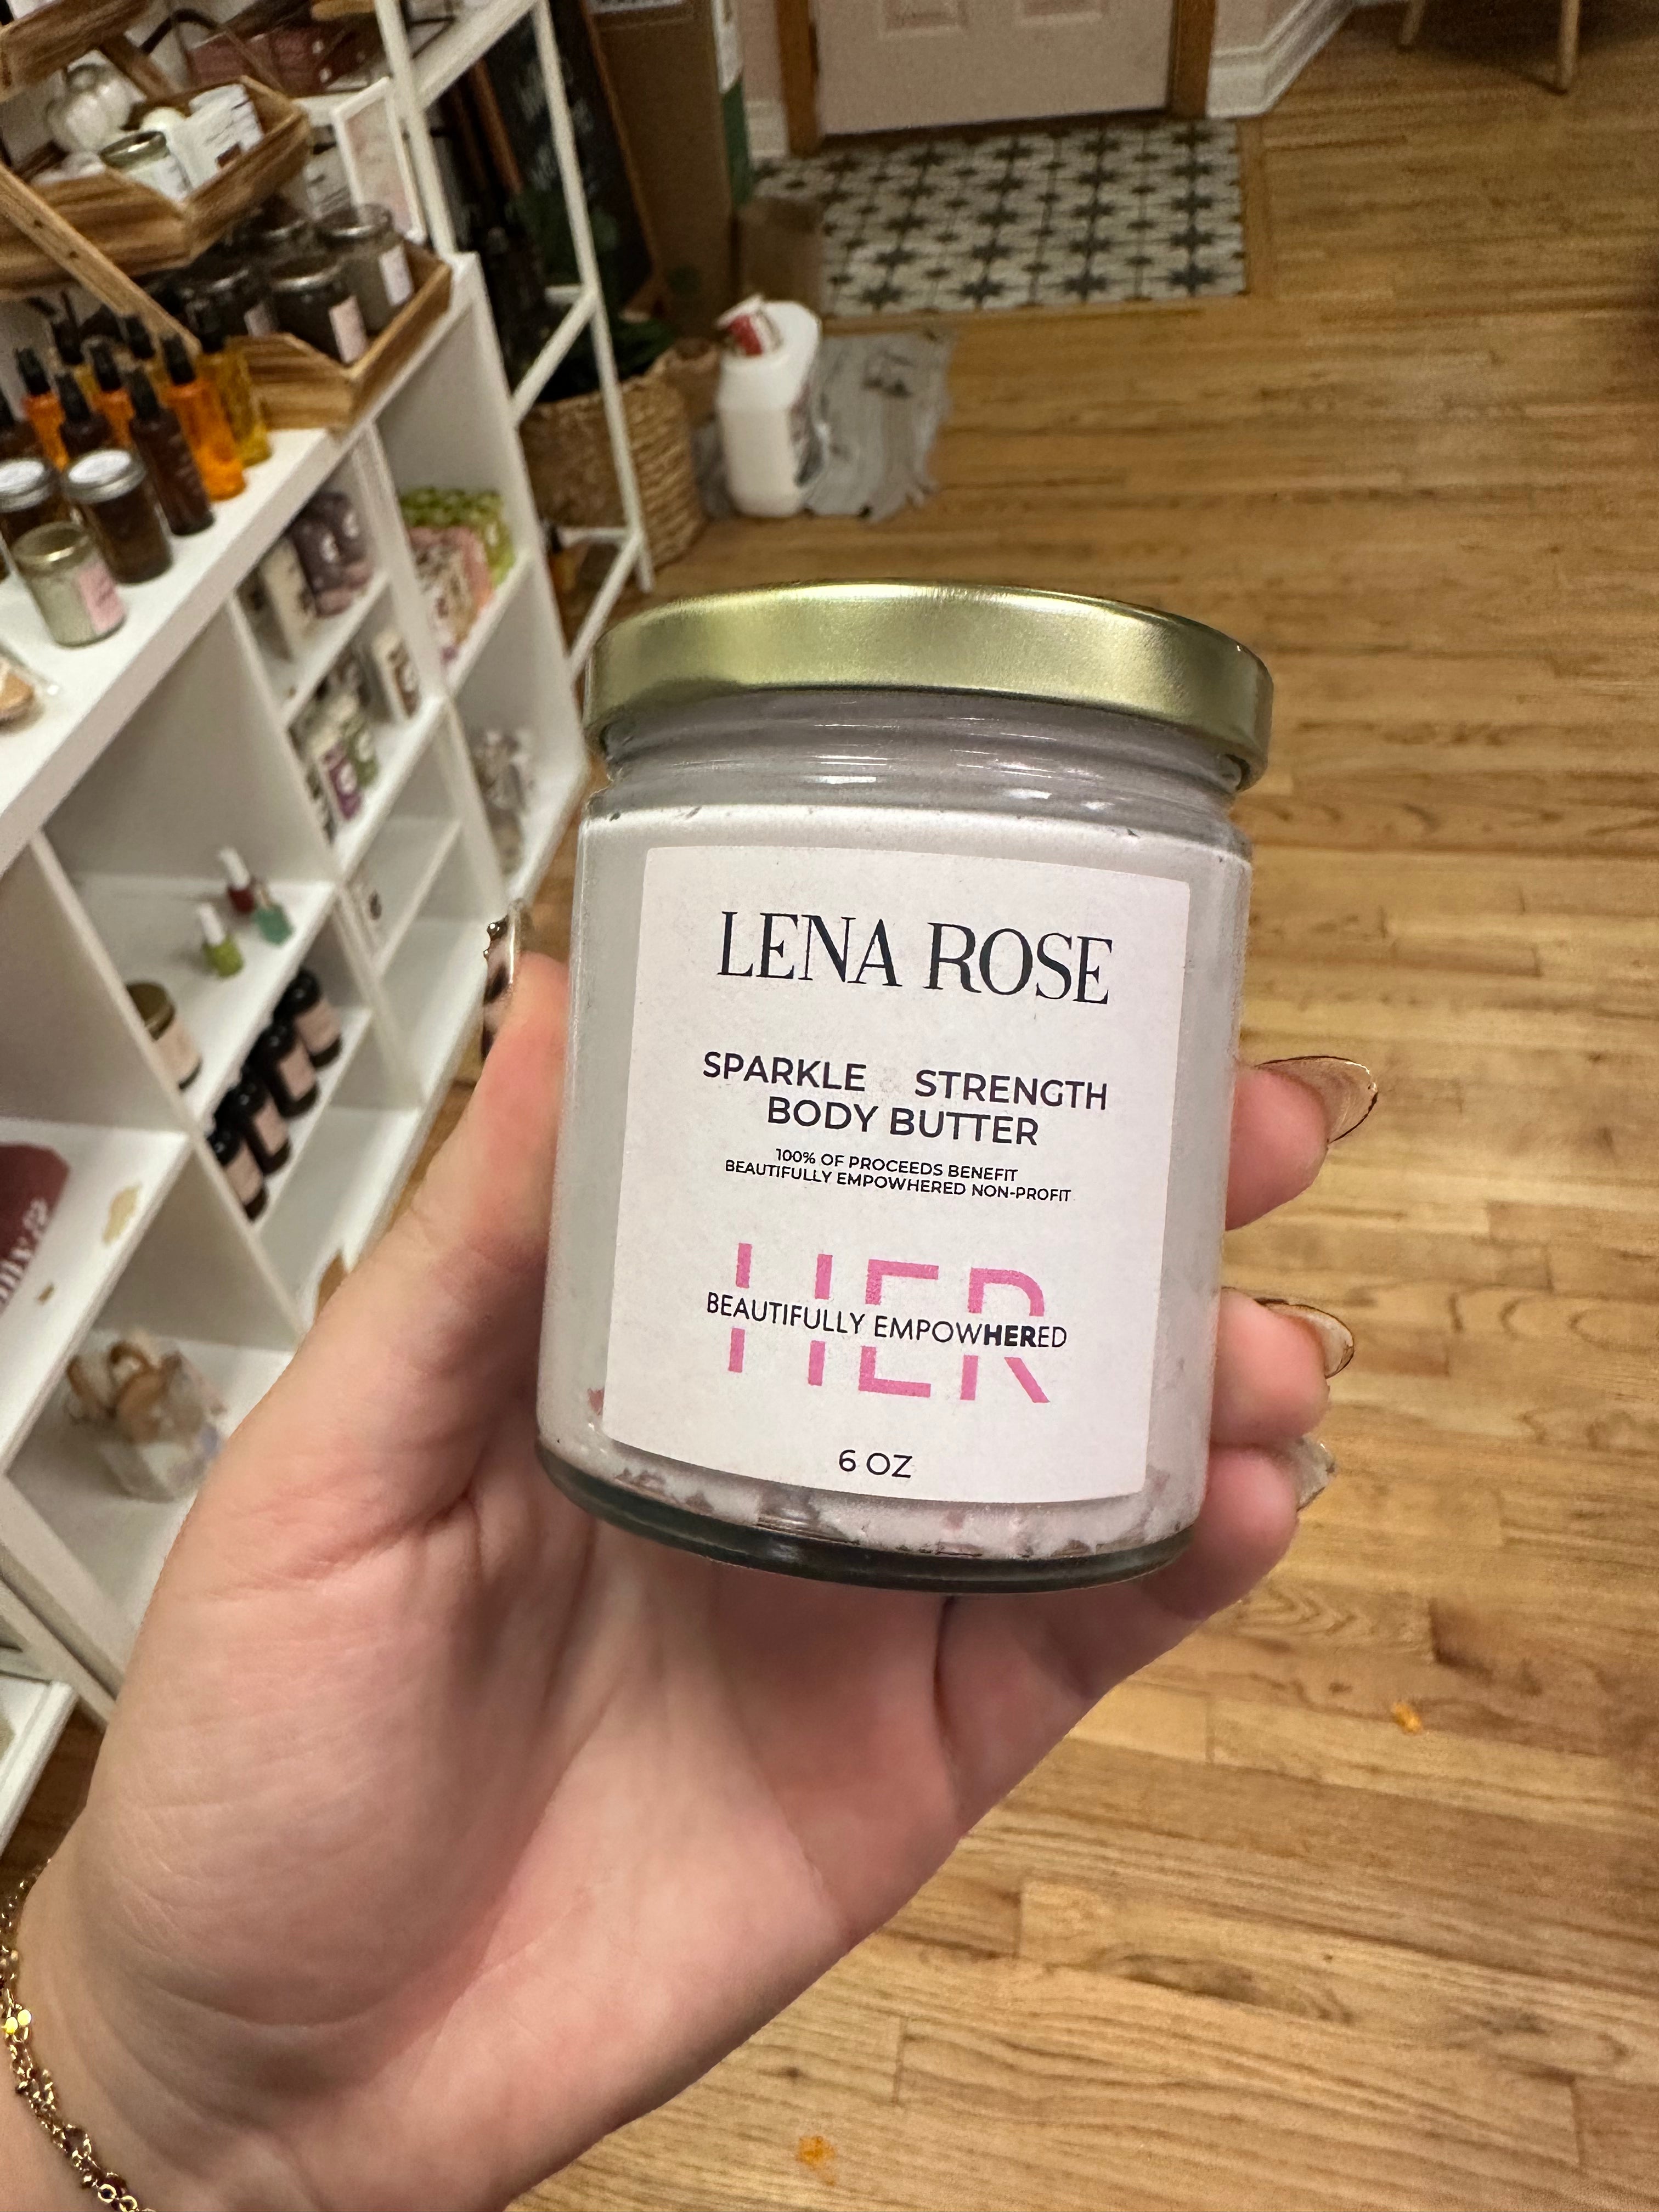 LENA ROSE
SPARKLE & STRENGTH
BODY BUTTER
100% OF PROCEEDS BENEFIT
BEAUTIFULLY EMPOWHERED NON-PROFIT
HER
BEAUTIFULLY EMPOWHERED
6 OZ